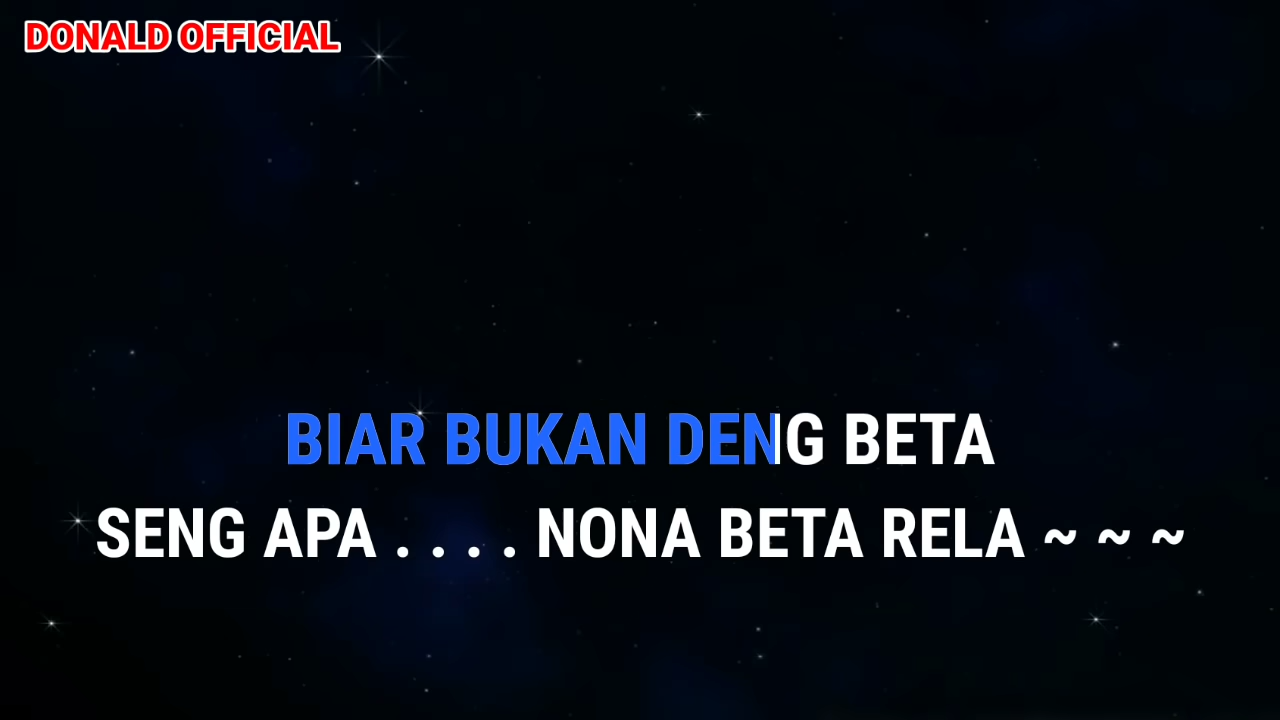 DONALD OFFICIAL
BIAR BUKAN DENG BETA
SENG APA . . . . NONA BETA RELA ~ ~ ~